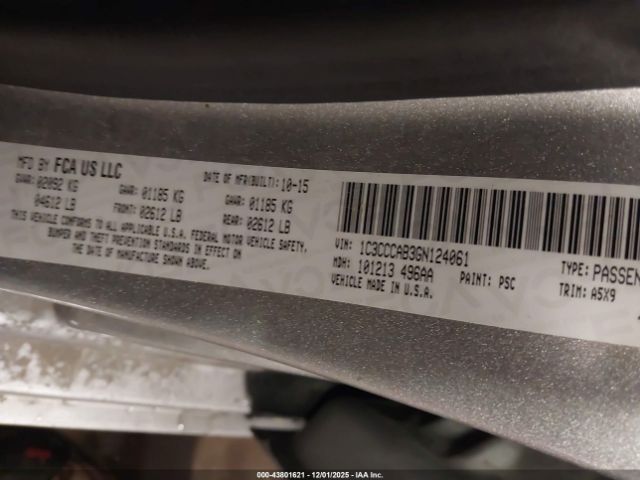 MFD BY FCA US LLC
DATE OF MFR(BUILT): 10-15
GVWR: 02092 KG
04612 LB
GAWR: 01185 KG
FRONT: 02612 LB
GAWR: 01185 KG
REAR: 02612 LB
THIS VEHICLE CONFORMS TO ALL U.S.A. FEDERAL MOTOR VEHICLE SAFETY,
BUMPER AND THEFT PREVENTION STANDARDS IN EFFECT ON
THE DATE OF MANUFACTURE SHOWN ABOVE.
VIN: 1C3CCCAB3GN124061
MDH: 101213 496AA
VEHICLE MADE IN U.S.A.
PAINT: PSC
TYPE: PASSEN
TRIM: A5X9
000-43801621 | 12/01/2025 | IAA Inc.